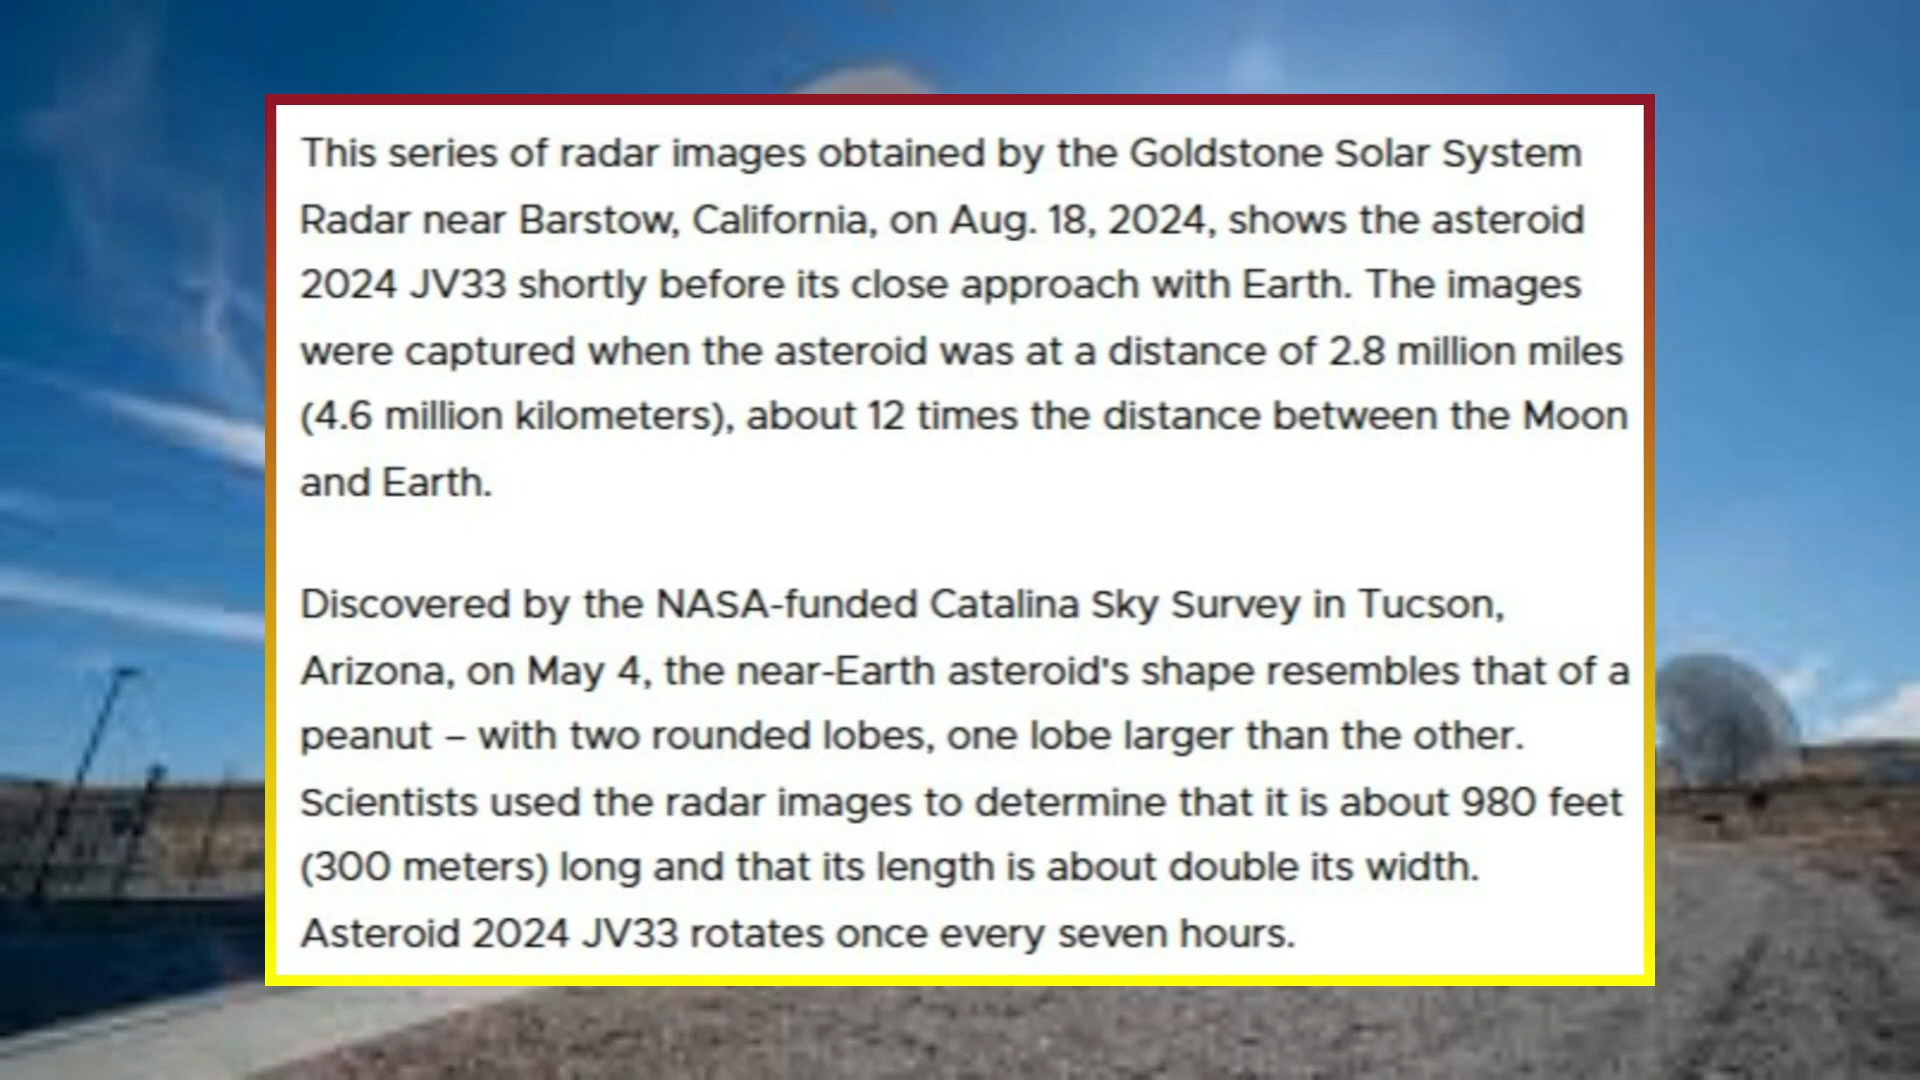 This series of radar images obtained by the Goldstone Solar System
Radar near Barstow, California, on Aug. 18, 2024, shows the asteroid
2024 JV33 shortly before its close approach with Earth. The images
were captured when the asteroid was at a distance of 2.8 million miles
(4.6 million kilometers), about 12 times the distance between the Moon
and Earth.
Discovered by the NASA-funded Catalina Sky Survey in Tucson,
Arizona, on May 4, the near-Earth asteroid's shape resembles that of a
peanut – with two rounded lobes, one lobe larger than the other.
Scientists used the radar images to determine that it is about 980 feet
(300 meters) long and that its length is about double its width.
Asteroid 2024 JV33 rotates once every seven hours.